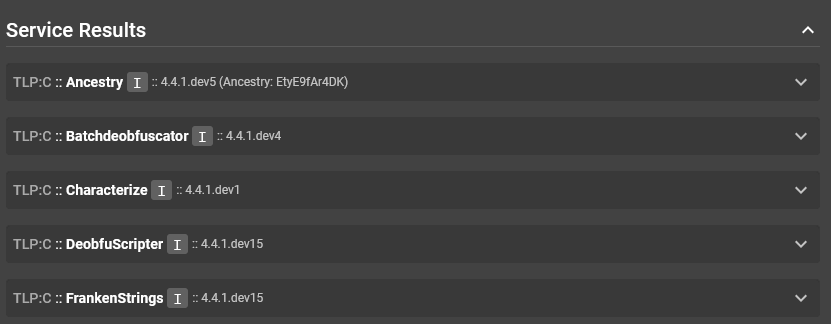 Service Results
TLP:C :: Ancestry I :: 4.4.1.dev5 (Ancestry: EtyE9fAr4DK)
TLP:C :: Batchdeobfuscator I :: 4.4.1.dev4
TLP:C :: Characterize I :: 4.4.1.dev1
TLP:C :: DeobfuScripter I :: 4.4.1.dev15
TLP:C :: FrankenStrings I :: 4.4.1.dev15